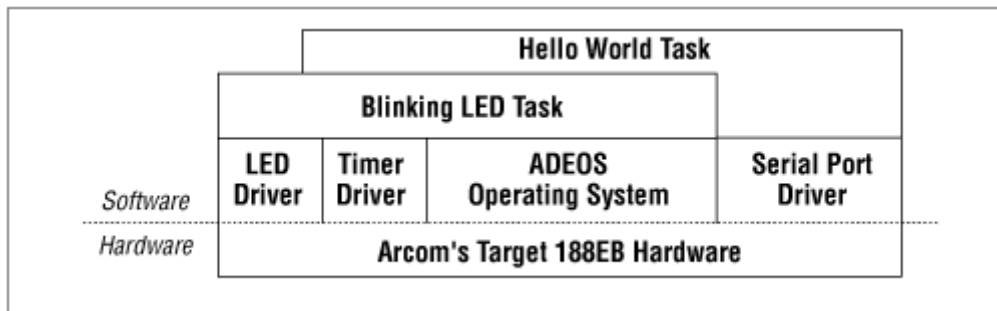 Hello World Task
Blinking LED Task
LED
Driver
Timer
Driver
ADEOS
Operating System
Serial Port
Driver
Software
Hardware
Arcom's Target 188EB Hardware